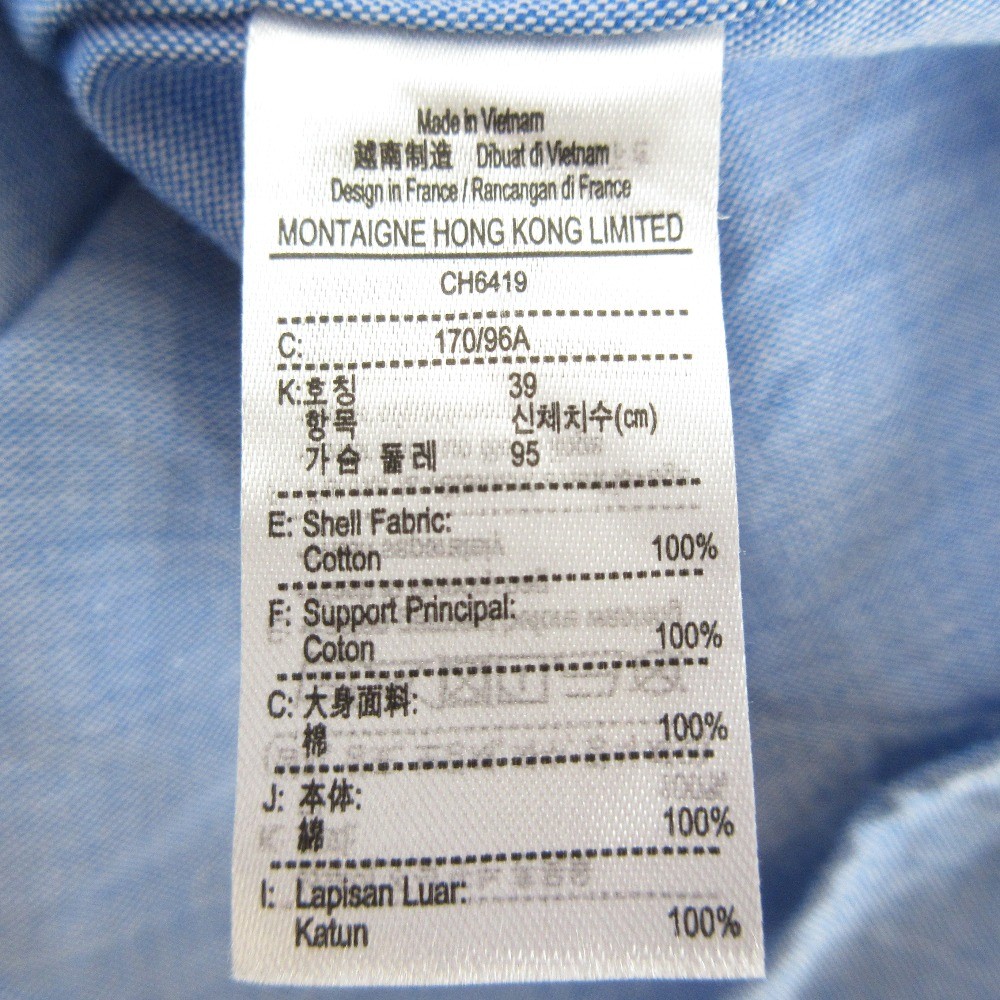 Made in Vietnam
越南制造 Dibuat di Vietnam
Design in France / Rancangan di France
MONTAIGNE HONG KONG LIMITED
CH6419
C: 170/96A
K: 호칭 39
항목 신체치수(cm)
가슴 둘레 95
E: Shell Fabric:
Cotton 100%
F: Support Principal:
Coton 100%
C: 大身面料:
棉 100%
J: 本体:
綿 100%
I: Lapisan Luar:
Katun 100%